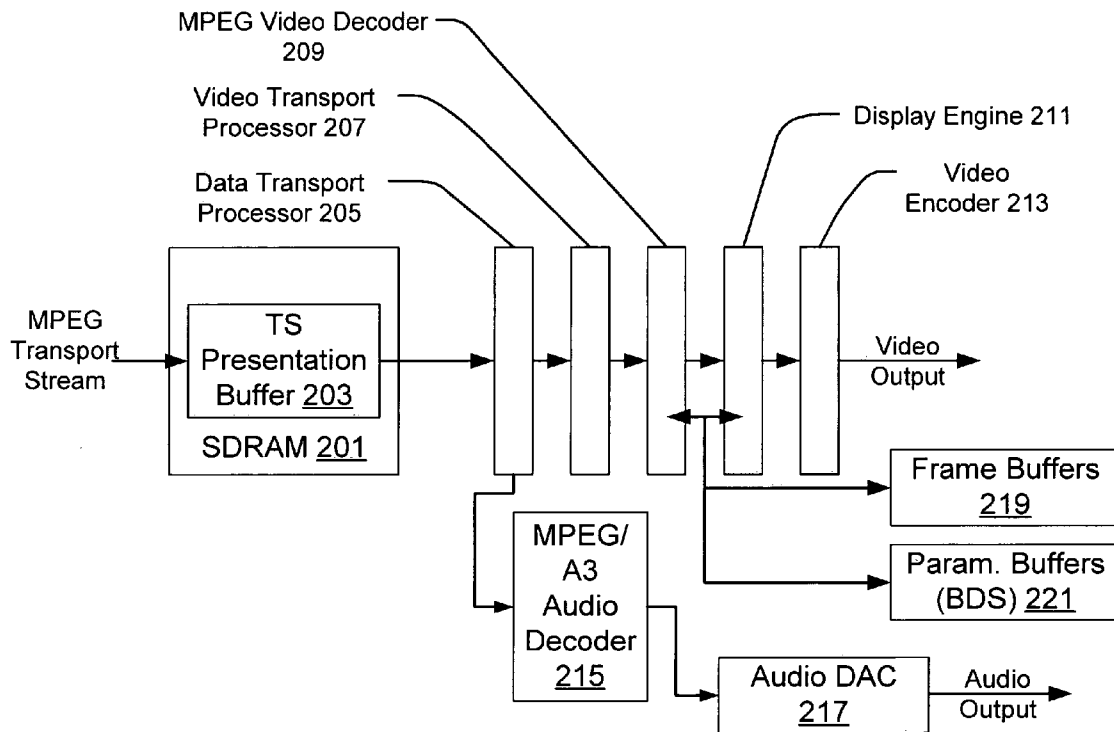 MPEG Video Decoder
209
Video Transport
Processor 207
Data Transport
Processor 205
Display Engine 211
Video
Encoder 213
MPEG
Transport
Stream
TS
Presentation
Buffer 203
SDRAM 201
Video
Output
Frame Buffers
219
Param. Buffers
(BDS) 221
MPEG/
A3
Audio
Decoder
215
Audio DAC
217
Audio
Output